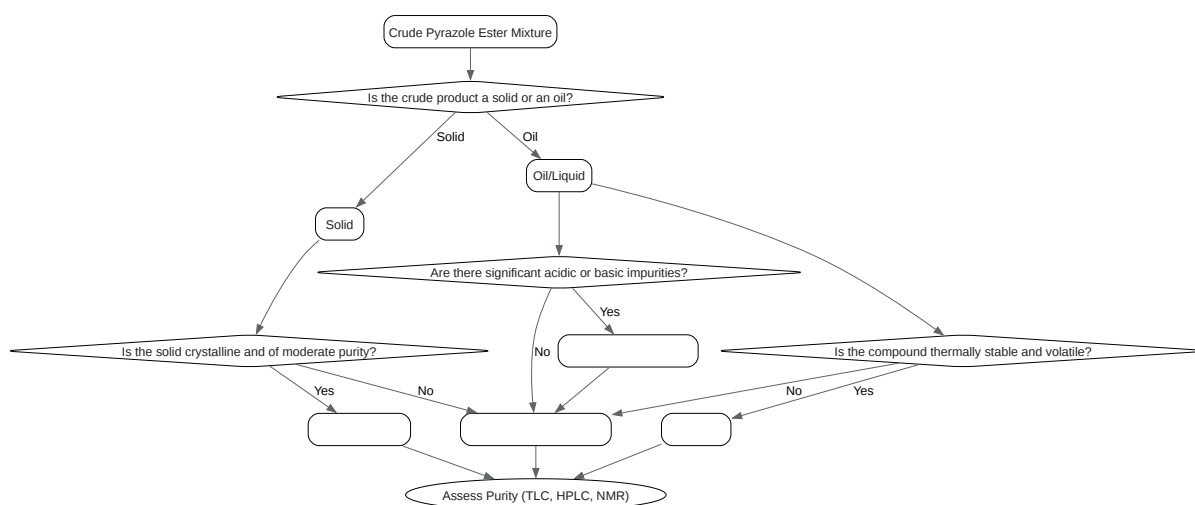 Crude Pyrazole Ester Mixture
Is the crude product a solid or an oil?
Solid
Oil
Oil/Liquid
Solid
Are there significant acidic or basic impurities?
Yes
No
Is the solid crystalline and of moderate purity?
Is the compound thermally stable and volatile?
Yes
No
No
Yes
Assess Purity (TLC, HPLC, NMR)